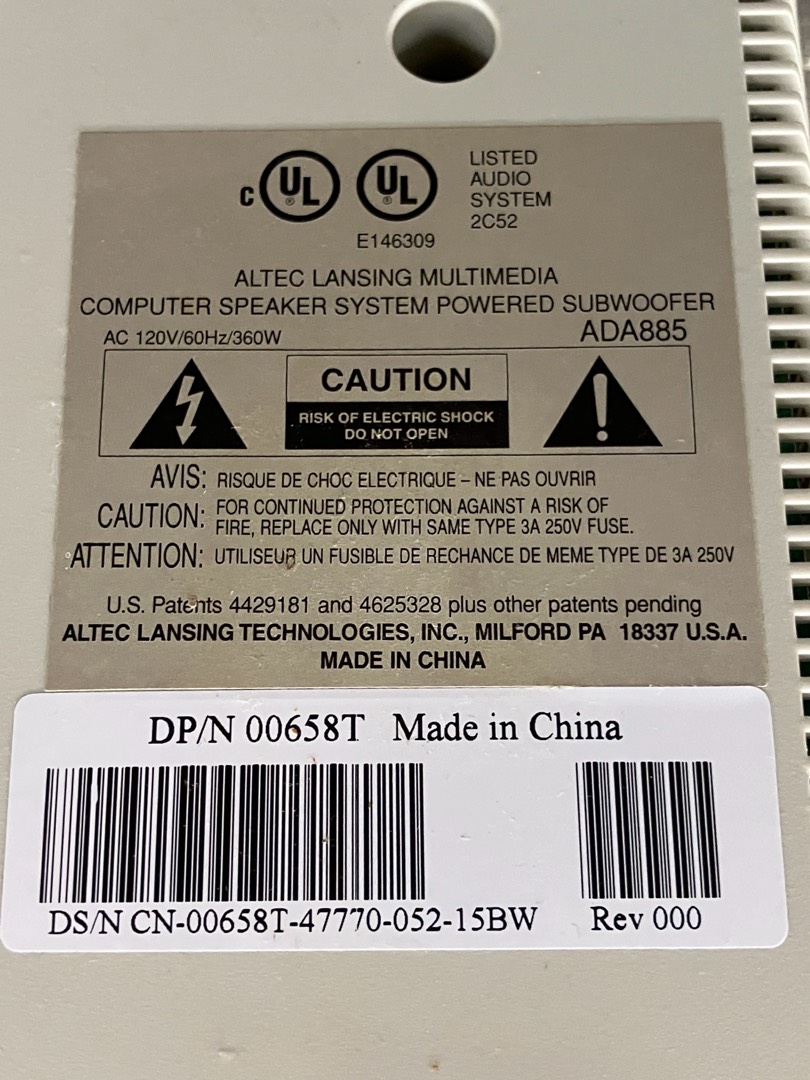 C UL® UL® LISTED
AUDIO
SYSTEM
2C52
E146309
ALTEC LANSING MULTIMEDIA
COMPUTER SPEAKER SYSTEM POWERED SUBWOOFER
AC 120V/60Hz/360W ADA885
CAUTION
RISK OF ELECTRIC SHOCK
DO NOT OPEN
AVIS: RISQUE DE CHOC ELECTRIQUE – NE PAS OUVRIR
CAUTION: FOR CONTINUED PROTECTION AGAINST A RISK OF
FIRE, REPLACE ONLY WITH SAME TYPE 3A 250V FUSE.
ATTENTION: UTILISEUR UN FUSIBLE DE RECHANGE DE MEME TYPE DE 3A 250V
U.S. Patents 4429181 and 4625328 plus other patents pending
ALTEC LANSING TECHNOLOGIES, INC., MILFORD PA 18337 U.S.A.
MADE IN CHINA
DP/N 00658T Made in China
DS/N CN-00658T-47770-052-15BW Rev 000